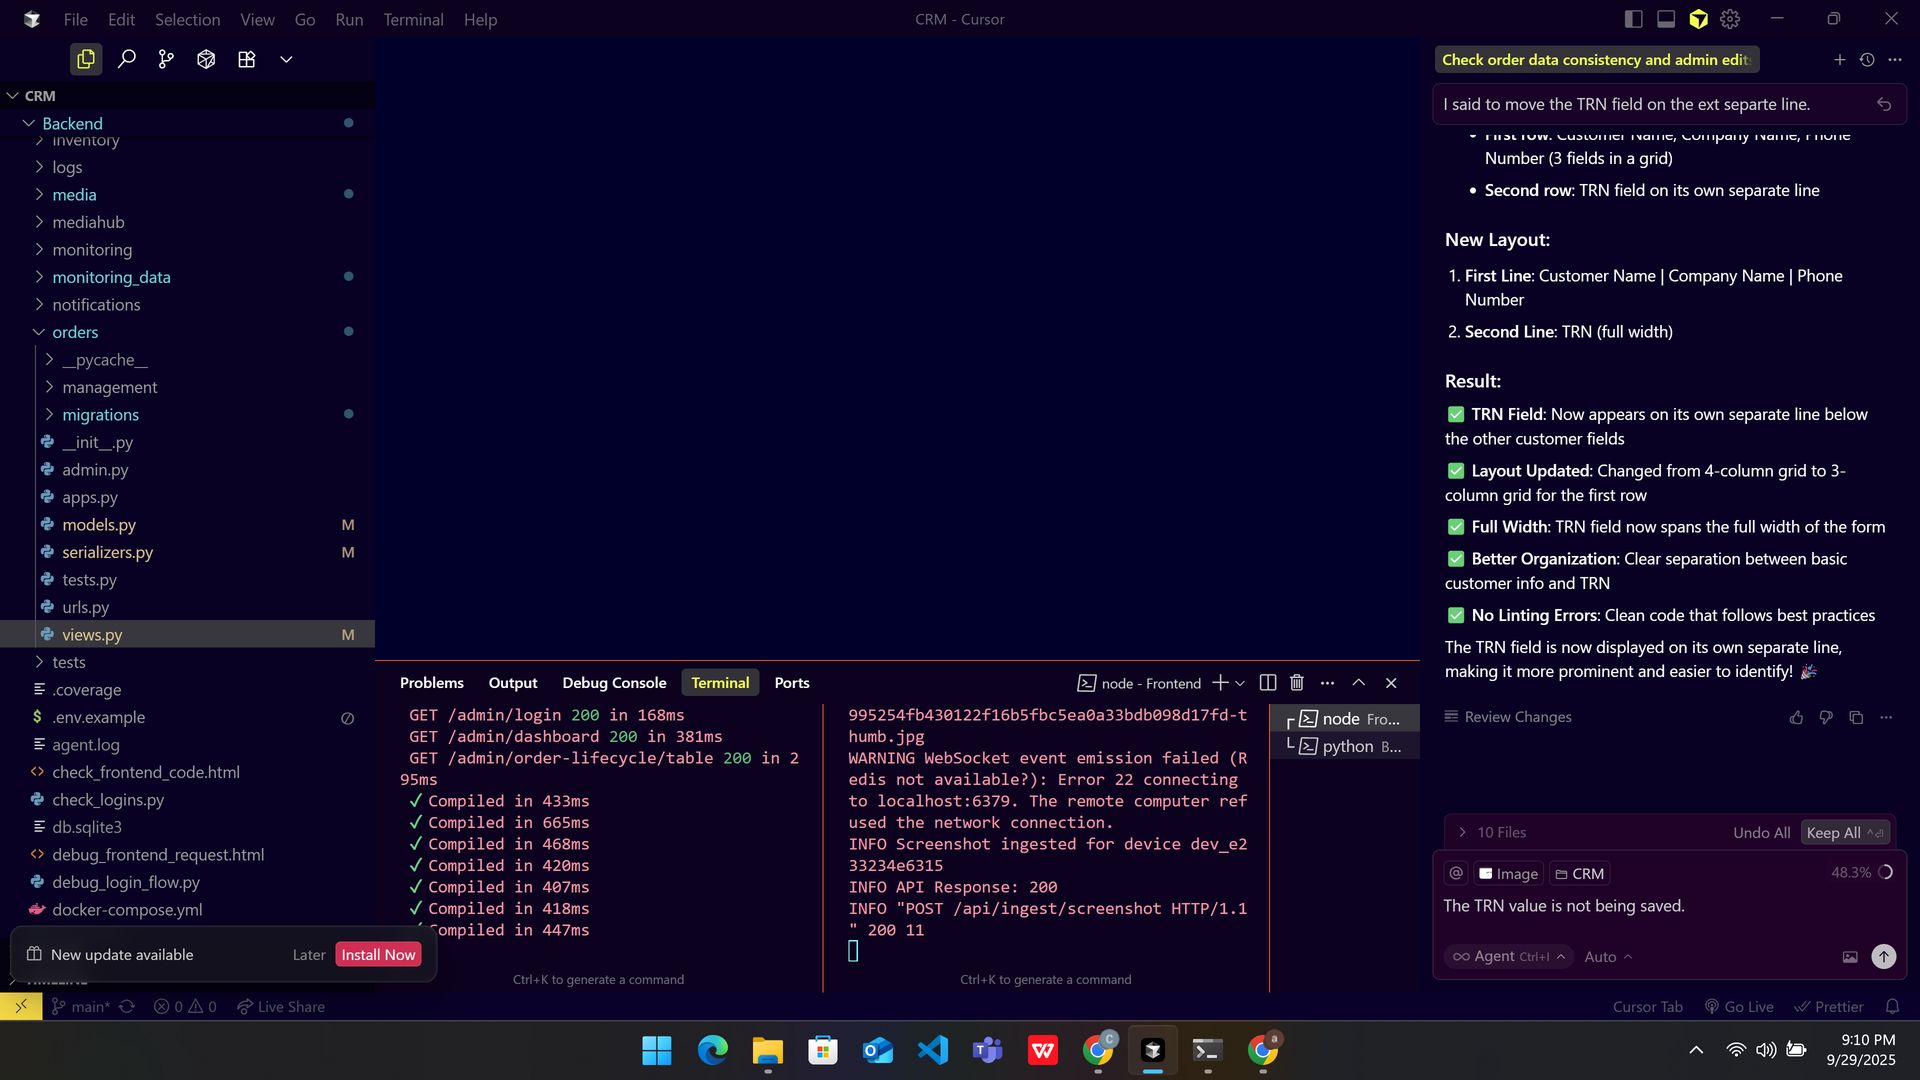 File Edit Selection View Go Run Terminal Help
CRM - Cursor
CRM
Backend
inventory
logs
media
mediahub
monitoring
monitoring_data
notifications
orders
__pycache__
management
migrations
__init__.py
admin.py
apps.py
models.py M
serializers.py M
tests.py
urls.py
views.py M
tests
.coverage
.env.example
agent.log
check_frontend_code.html
check_logins.py
db.sqlite3
debug_frontend_request.html
debug_login_flow.py
docker-compose.yml
New update available Later Install Now
TIMELINE
Problems Output Debug Console Terminal Ports
node - Frontend
GET /admin/login 200 in 168ms
GET /admin/dashboard 200 in 381ms
GET /admin/order-lifecycle/table 200 in 2
95ms
✓ Compiled in 433ms
✓ Compiled in 665ms
✓ Compiled in 468ms
✓ Compiled in 420ms
✓ Compiled in 407ms
✓ Compiled in 418ms
✓ Compiled in 447ms
Ctrl+K to generate a command
995254fb430122f16b5fbc5ea0a33bdb098d17fd-t
humb.jpg
WARNING WebSocket event emission failed (R
edis not available?): Error 22 connecting
to localhost:6379. The remote computer ref
used the network connection.
INFO Screenshot ingested for device dev_e2
33234e6315
INFO API Response: 200
INFO "POST /api/ingest/screenshot HTTP/1.1
" 200 11
Ctrl+K to generate a command
node Fro...
python B...
Check order data consistency and admin edit
I said to move the TRN field on the ext separte line.
• First row: Customer Name, Company Name, Phone
Number (3 fields in a grid)
• Second row: TRN field on its own separate line
New Layout:
1. First Line: Customer Name | Company Name | Phone
Number
2. Second Line: TRN (full width)
Result:
✅ TRN Field: Now appears on its own separate line below
the other customer fields
✅ Layout Updated: Changed from 4-column grid to 3-
column grid for the first row
✅ Full Width: TRN field now spans the full width of the form
✅ Better Organization: Clear separation between basic
customer info and TRN
✅ No Linting Errors: Clean code that follows best practices
The TRN field is now displayed on its own separate line,
making it more prominent and easier to identify! 🎉
Review Changes
10 Files Undo All Keep All
@ Image CRM 48.3%
The TRN value is not being saved.
Agent Ctrl+I Auto
main* 0 0 Live Share
Cursor Tab Go Live Prettier
9:10 PM
9/29/2025